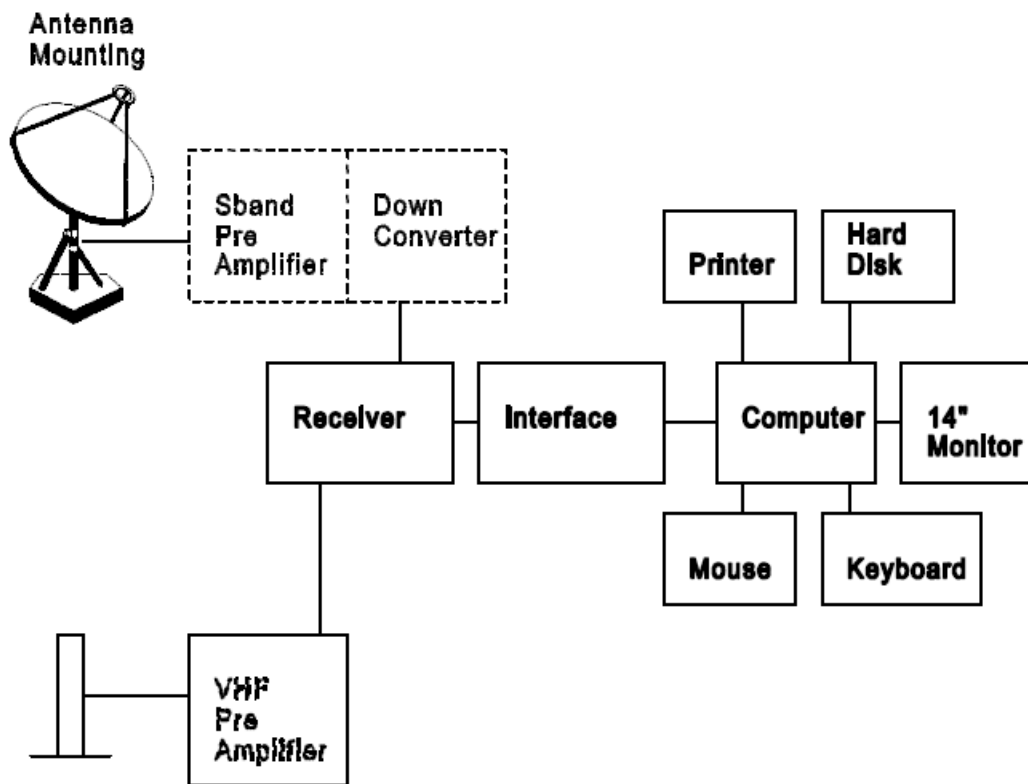 Antenna
Mounting
Sband
Pre
Amplifier
Down
Converter
Printer
Hard
Disk
Receiver
Interface
Computer
14"
Monitor
Mouse
Keyboard
VHF
Pre
Amplifier